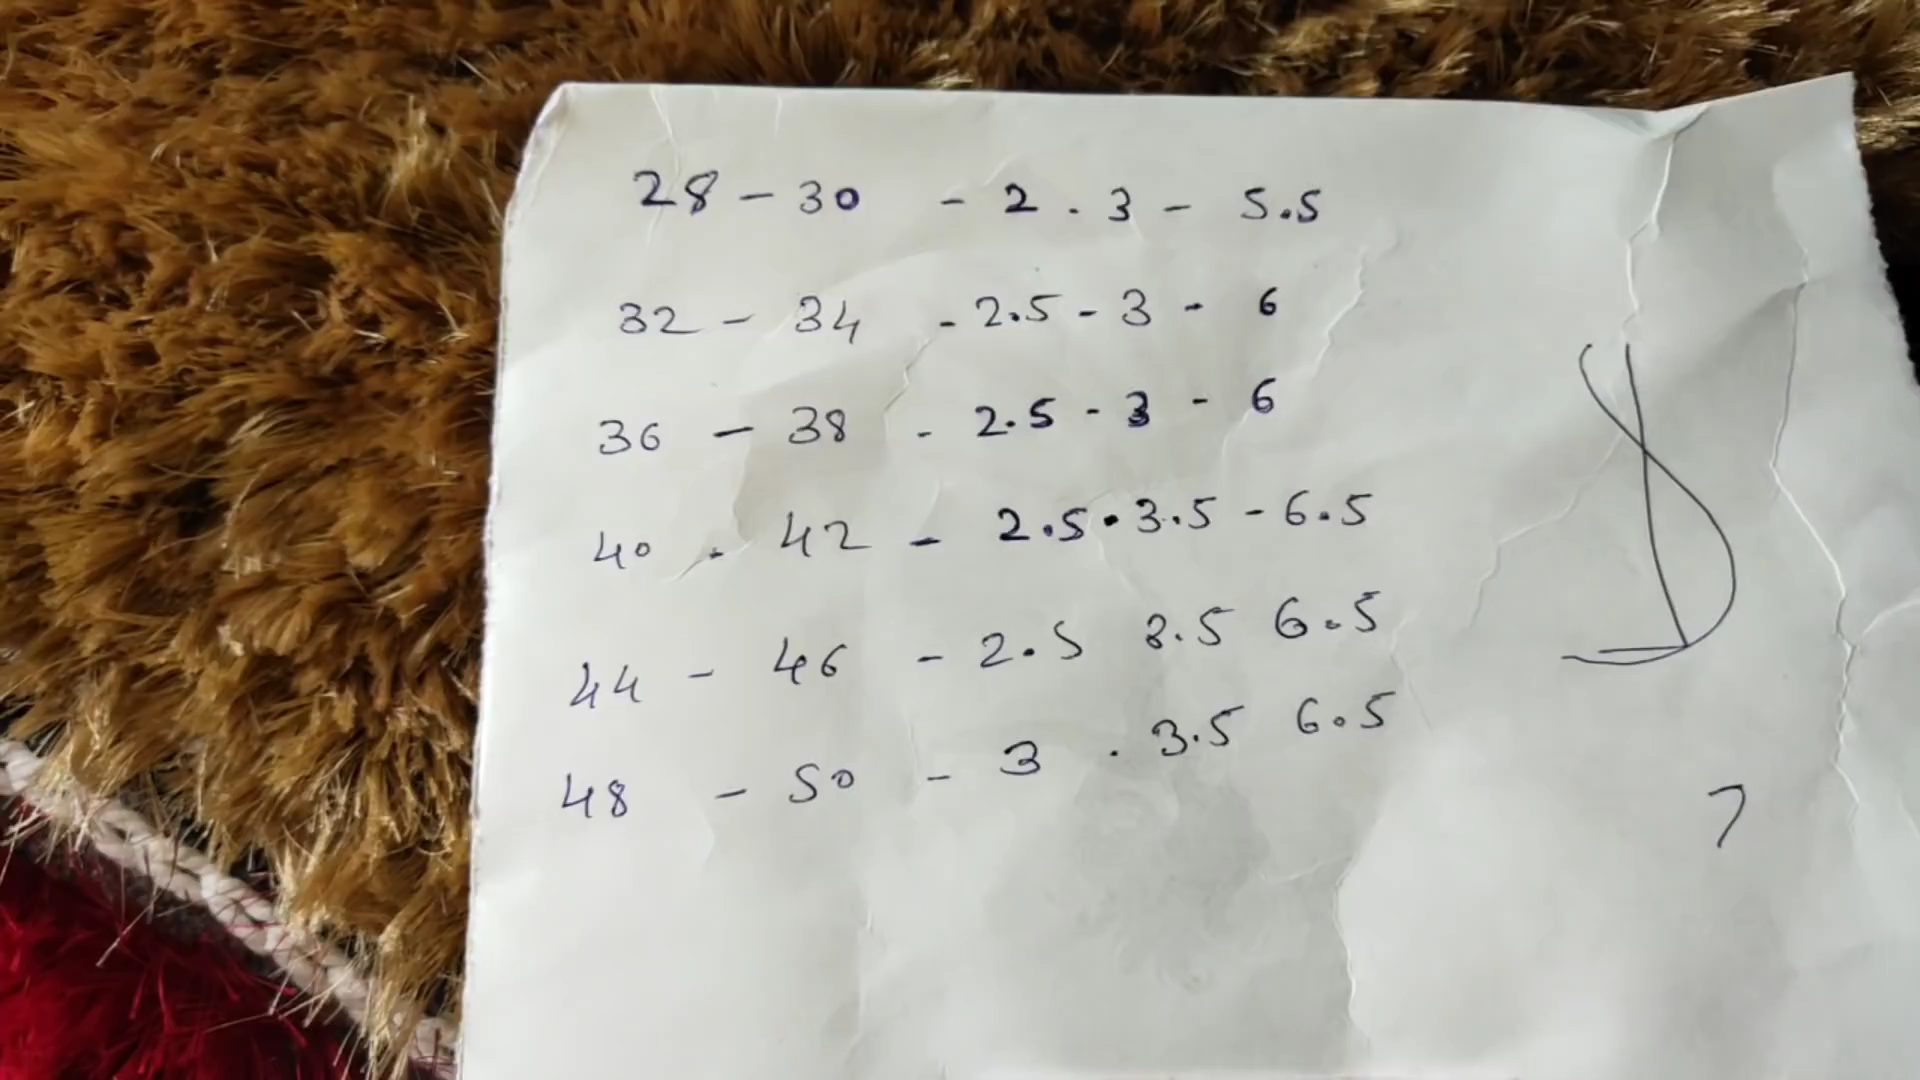 28 - 30 - 2 . 3 - 5.5
32 - 34 - 2.5 - 3 - 6
36 - 38 - 2.5 - 3 - 6
40 . 42 - 2.5 . 3.5 - 6.5
44 - 46 - 2.5 3.5 6.5
48 - 50 - 3 . 3.5 6.5
7